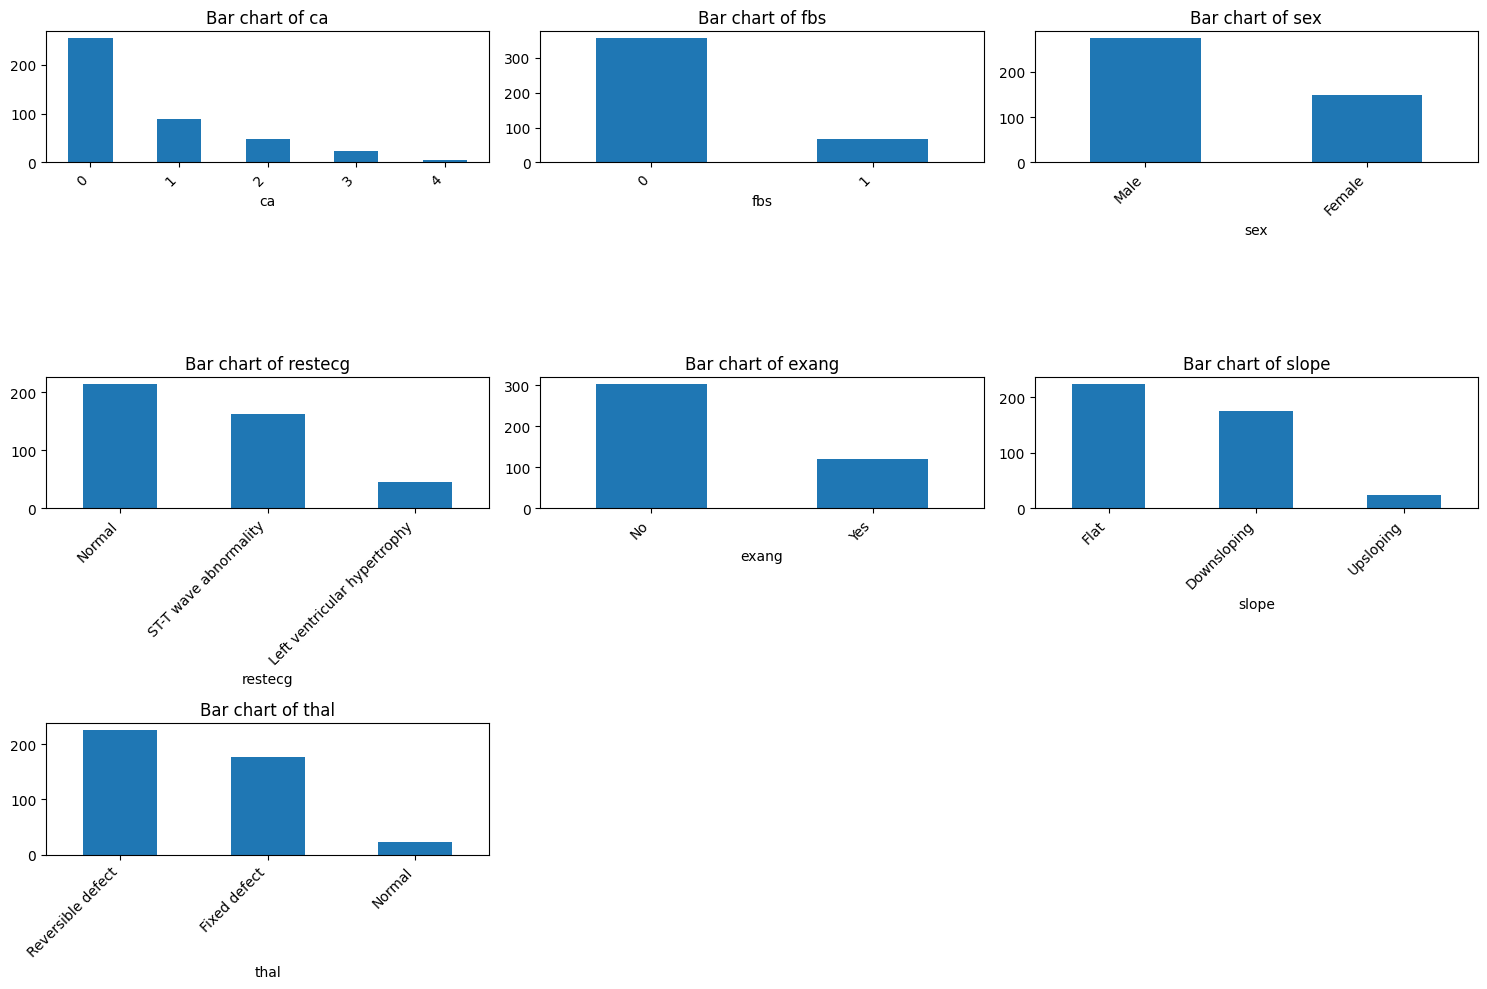 Bar chart of ca
200
100
0
0 1 2 3 4
ca
Bar chart of fbs
300
200
100
0
0 1
fbs
Bar chart of sex
200
100
0
Male Female
sex
Bar chart of restecg
200
100
0
Normal
ST-T wave abnormality
Left ventricular hypertrophy
restecg
Bar chart of exang
300
200
100
0
No Yes
exang
Bar chart of slope
200
100
0
Flat
Downsloping
Upsloping
slope
Bar chart of thal
200
100
0
Reversible defect
Fixed defect
Normal
thal